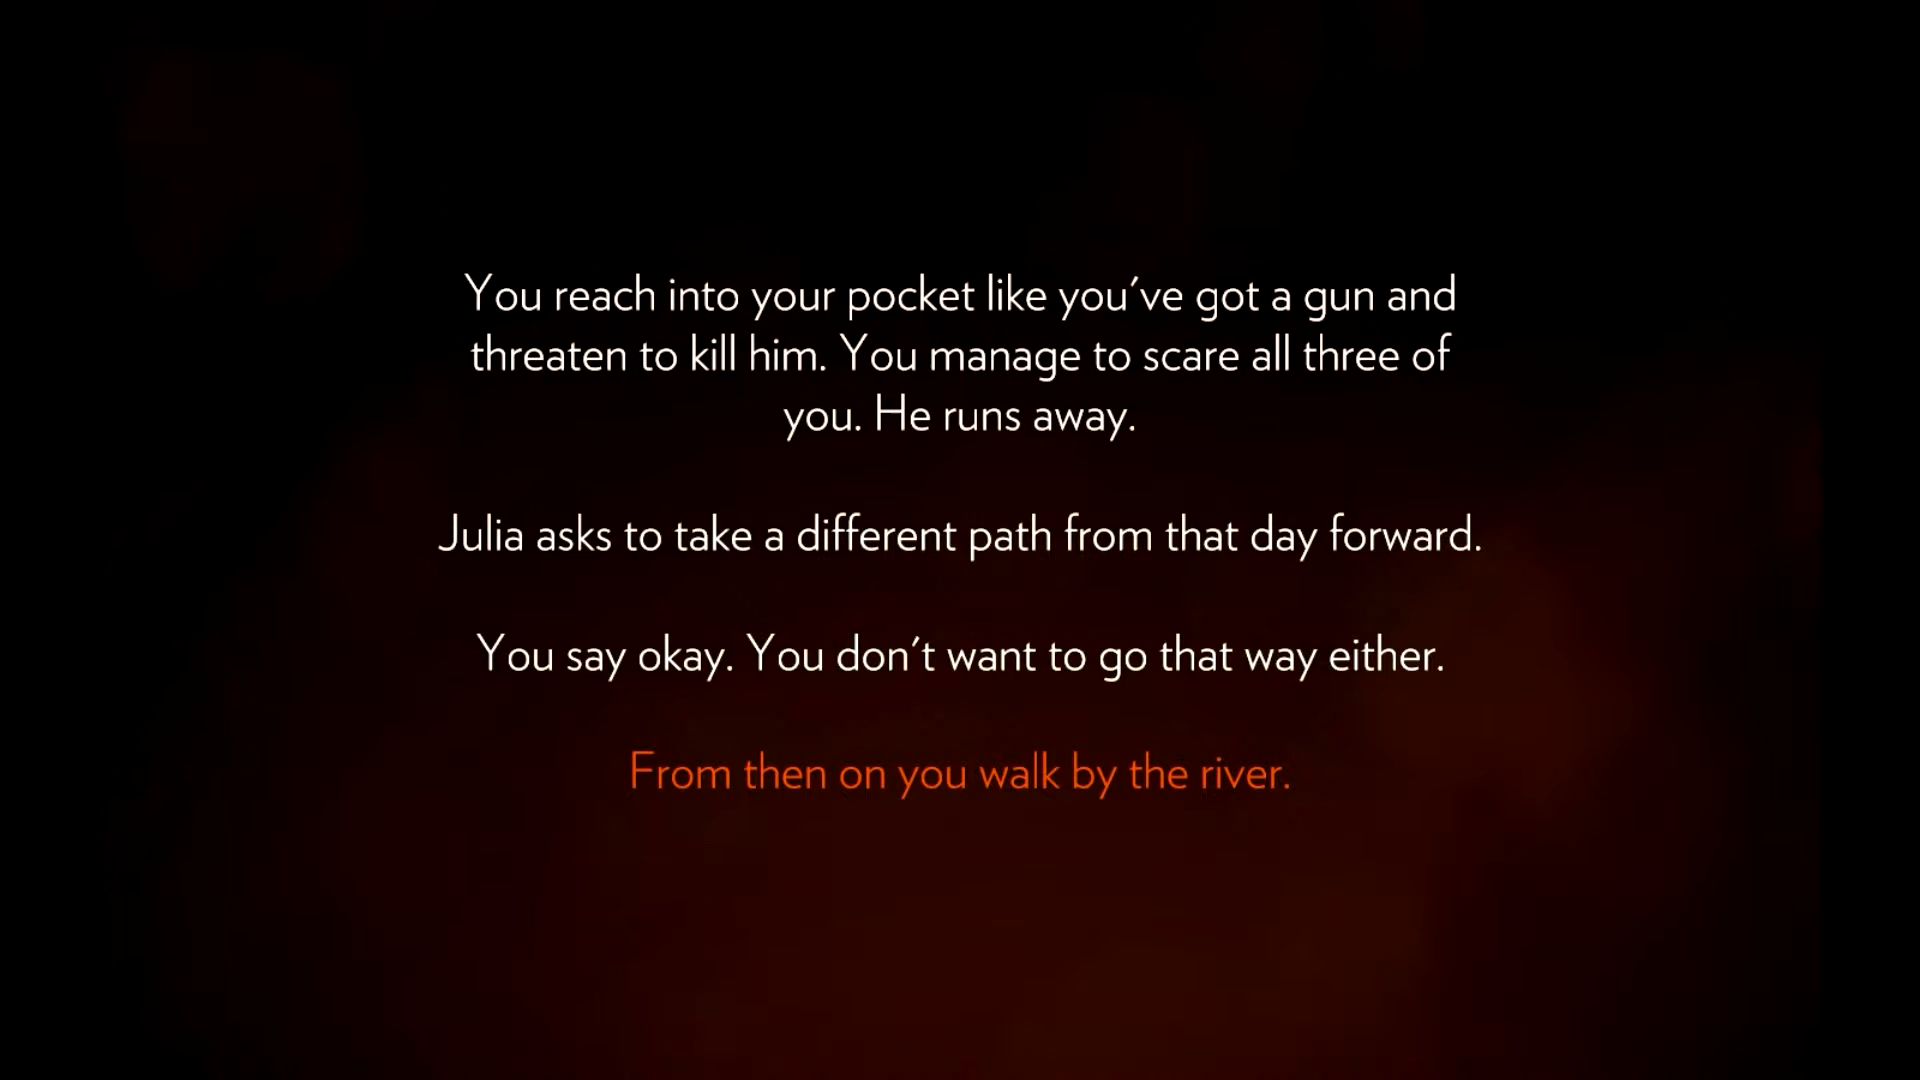 You reach into your pocket like you've got a gun and
threaten to kill him. You manage to scare all three of
you. He runs away.
Julia asks to take a different path from that day forward.
You say okay. You don't want to go that way either.
From then on you walk by the river.